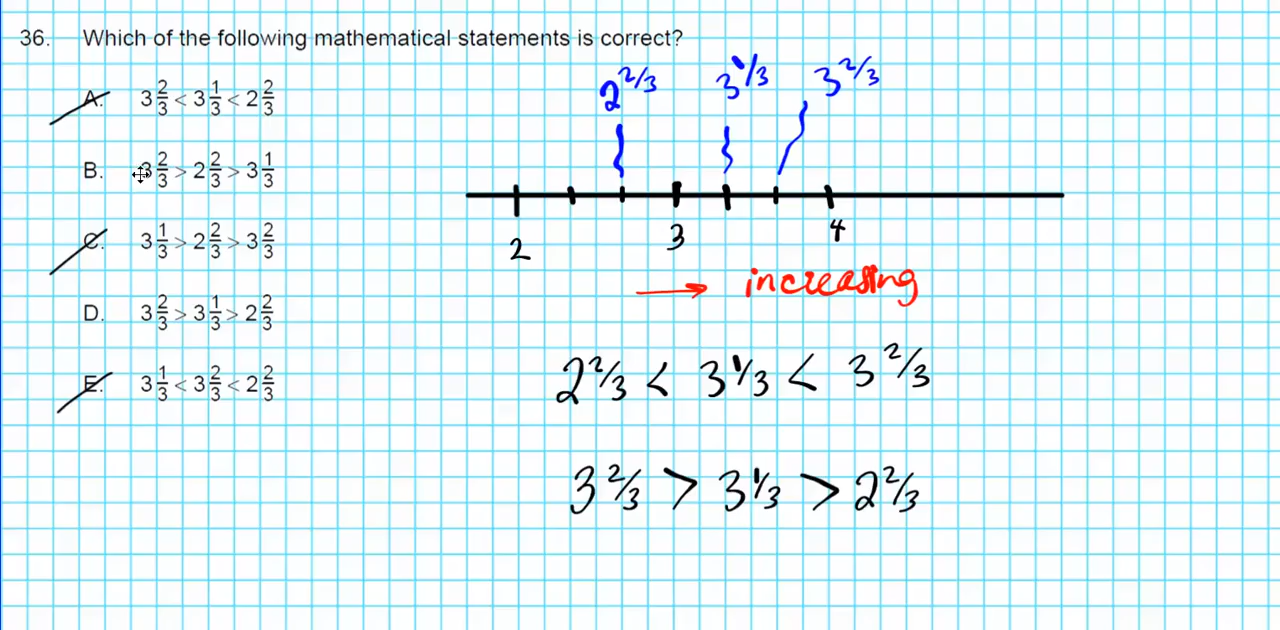 36. Which of the following mathematical statements is correct?
A. 3 2/3 < 3 1/3 < 2 2/3
B. 3 2/3 > 2 2/3 > 3 1/3
C. 3 1/3 > 2 2/3 > 3 2/3
D. 3 2/3 > 3 1/3 > 2 2/3
E. 3 1/3 < 3 2/3 < 2 2/3
2 2/3 3 1/3 3 2/3
2 3 4
→ increasing
2 2/3 < 3 1/3 < 3 2/3
3 2/3 > 3 1/3 > 2 2/3